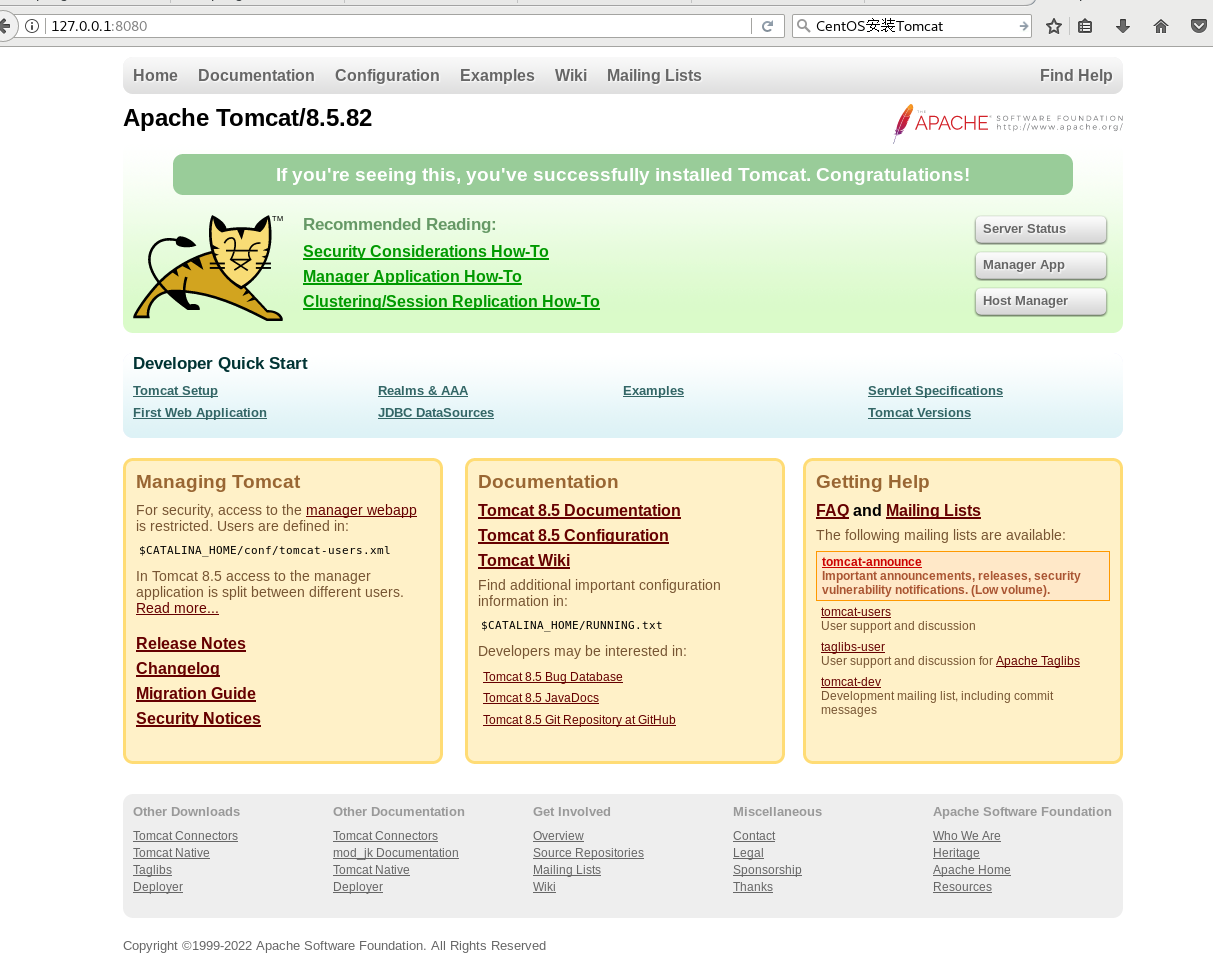 127.0.0.1:8080
CentOS安装Tomcat
Home Documentation Configuration Examples Wiki Mailing Lists Find Help
Apache Tomcat/8.5.82
THE APACHE® SOFTWARE FOUNDATION
http://www.apache.org/
If you're seeing this, you've successfully installed Tomcat. Congratulations!
TM
Recommended Reading:
Security Considerations How-To
Manager Application How-To
Clustering/Session Replication How-To
Server Status
Manager App
Host Manager
Developer Quick Start
Tomcat Setup
First Web Application
Realms & AAA
JDBC DataSources
Examples
Servlet Specifications
Tomcat Versions
Managing Tomcat
For security, access to the manager webapp
is restricted. Users are defined in:
$CATALINA_HOME/conf/tomcat-users.xml
In Tomcat 8.5 access to the manager
application is split between different users.
Read more...
Release Notes
Changelog
Migration Guide
Security Notices
Documentation
Tomcat 8.5 Documentation
Tomcat 8.5 Configuration
Tomcat Wiki
Find additional important configuration
information in:
$CATALINA_HOME/RUNNING.txt
Developers may be interested in:
Tomcat 8.5 Bug Database
Tomcat 8.5 JavaDocs
Tomcat 8.5 Git Repository at GitHub
Getting Help
FAQ and Mailing Lists
The following mailing lists are available:
tomcat-announce
Important announcements, releases, security
vulnerability notifications. (Low volume).
tomcat-users
User support and discussion
taglibs-user
User support and discussion for Apache Taglibs
tomcat-dev
Development mailing list, including commit
messages
Other Downloads
Tomcat Connectors
Tomcat Native
Taglibs
Deployer
Other Documentation
Tomcat Connectors
mod_jk Documentation
Tomcat Native
Deployer
Get Involved
Overview
Source Repositories
Mailing Lists
Wiki
Miscellaneous
Contact
Legal
Sponsorship
Thanks
Apache Software Foundation
Who We Are
Heritage
Apache Home
Resources
Copyright ©1999-2022 Apache Software Foundation. All Rights Reserved